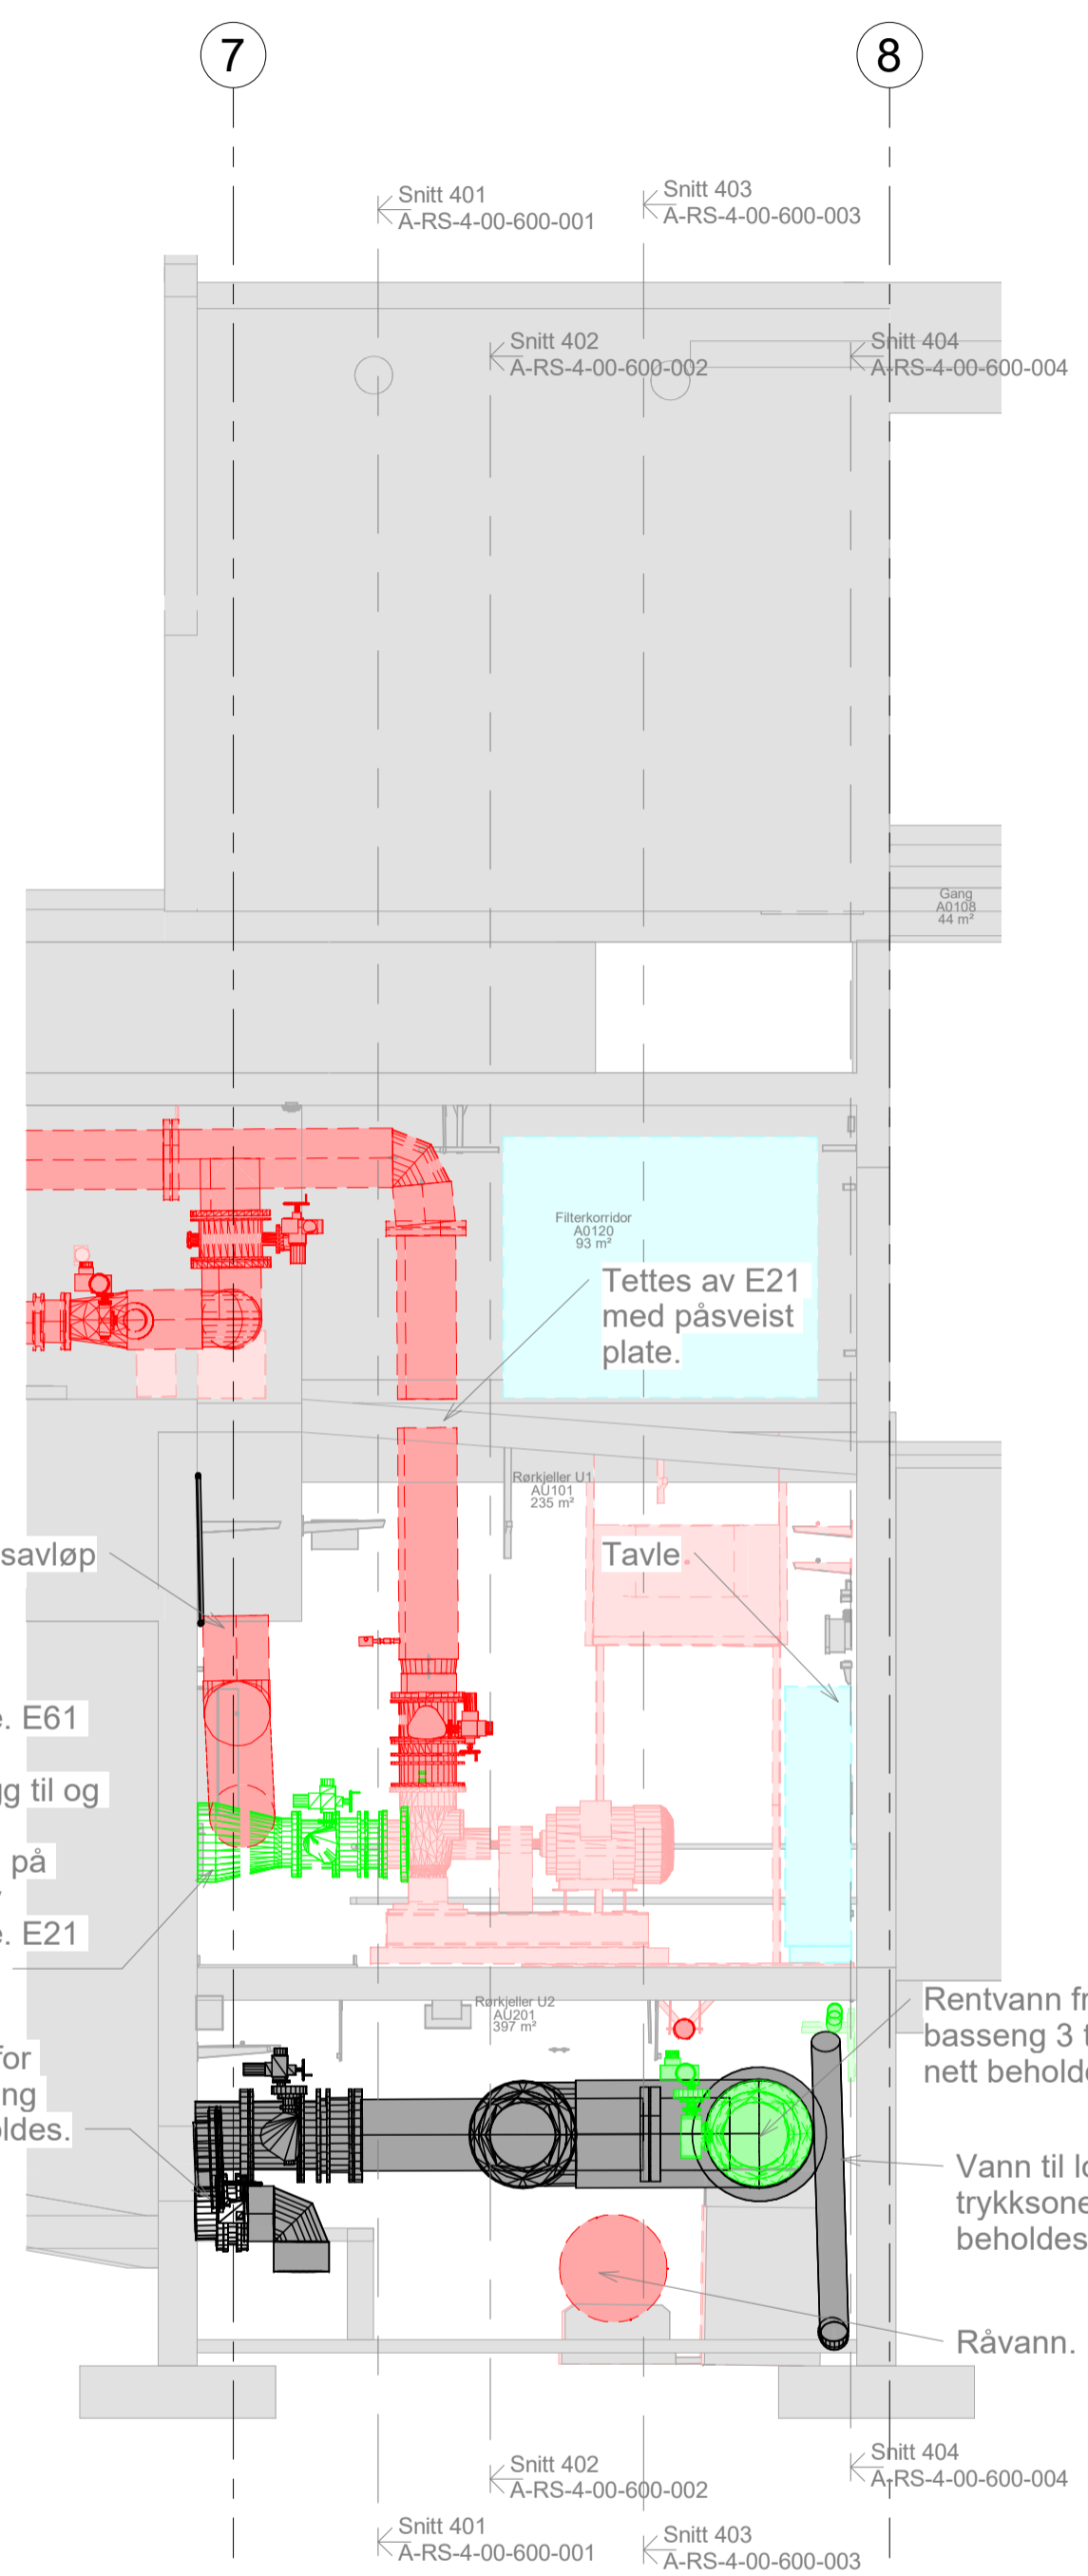 7
8
Snitt 401
A-RS-4-00-600-001
Snitt 403
A-RS-4-00-600-003
Snitt 402
A-RS-4-00-600-002
Snitt 404
A-RS-4-00-600-004
Gang
A0108
44 m²
Filterkorridor
A0120
93 m²
Tettes av E21
med påsveist
plate.
Rørkjeller U1
AU101
235 m²
savløp
Tavle
e. E61
gg til og
på
e. E21
Rørkjeller U2
AU201
397 m²
Rentvann fr
basseng 3 t
nett beholde
for
ng
oldes.
Vann til lo
trykksone
beholdes
Råvann.
Snitt 402
A-RS-4-00-600-002
Snitt 404
A-RS-4-00-600-004
Snitt 401
A-RS-4-00-600-001
Snitt 403
A-RS-4-00-600-003